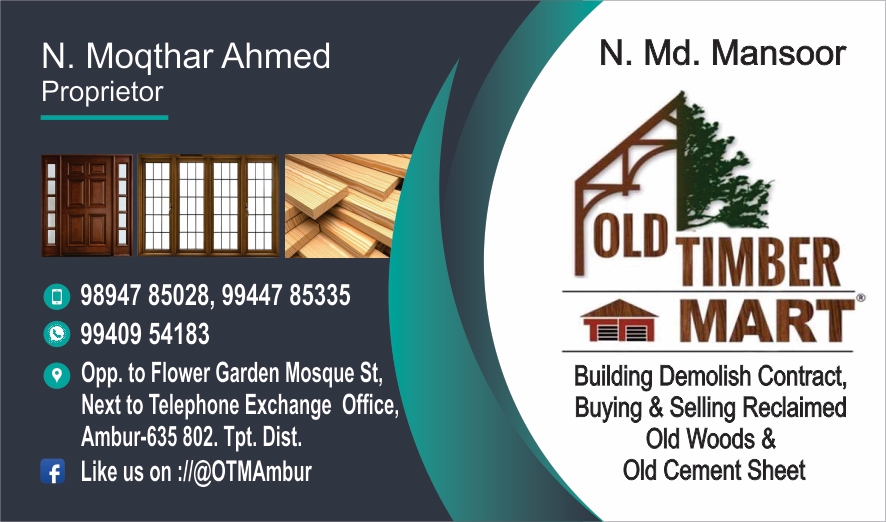 N. Moqthar Ahmed
Proprietor
98947 85028, 99447 85335
99409 54183
Opp. to Flower Garden Mosque St,
Next to Telephone Exchange Office,
Ambur-635 802. Tpt. Dist.
Like us on ://@OTMAmbur
N. Md. Mansoor
OLD
TIMBER
MART®
Building Demolish Contract,
Buying & Selling Reclaimed
Old Woods &
Old Cement Sheet